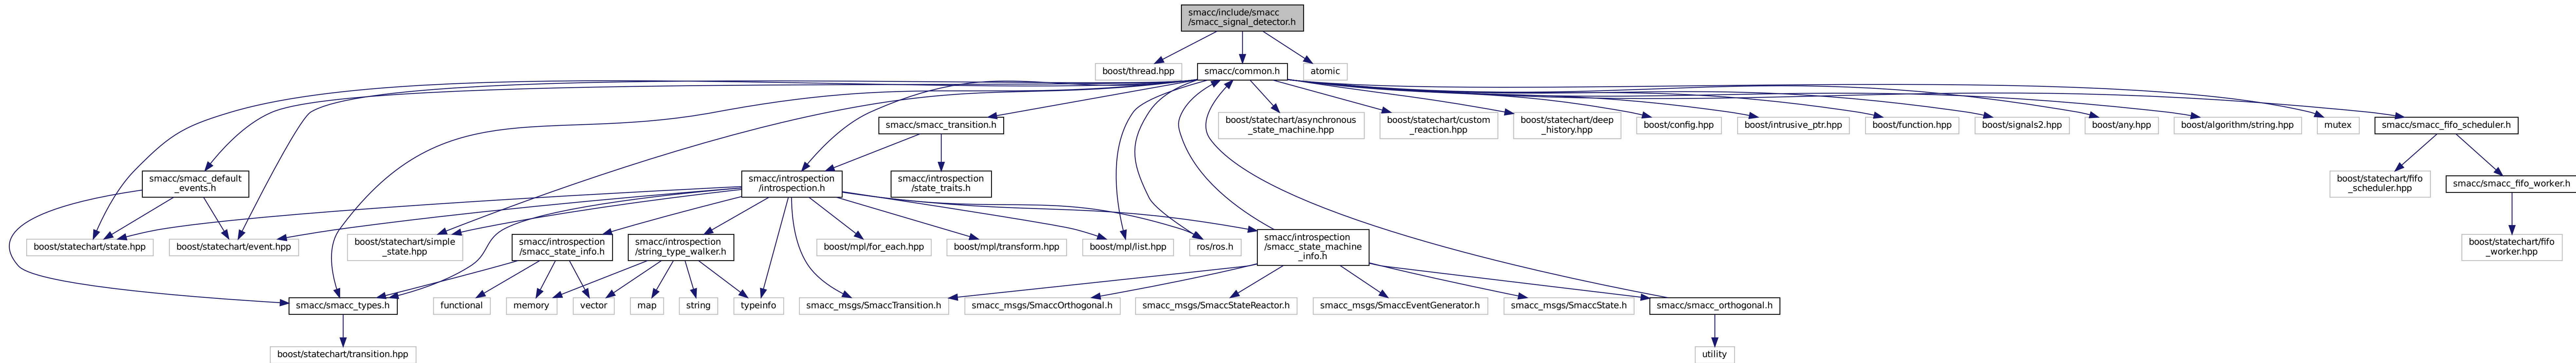 smacc/include/smacc
/smacc_signal_detector.h
boost/thread.hpp
smacc/common.h
atomic
smacc/smacc_transition.h
boost/statechart/asynchronous
_state_machine.hpp
boost/statechart/custom
_reaction.hpp
boost/statechart/deep
_history.hpp
boost/config.hpp
boost/intrusive_ptr.hpp
boost/function.hpp
boost/signals2.hpp
boost/any.hpp
boost/algorithm/string.hpp
mutex
smacc/smacc_fifo_scheduler.h
smacc/smacc_default
_events.h
smacc/introspection
/introspection.h
smacc/introspection
/state_traits.h
boost/statechart/fifo
_scheduler.hpp
smacc/smacc_fifo_worker.h
boost/statechart/state.hpp
boost/statechart/event.hpp
boost/statechart/simple
_state.hpp
smacc/introspection
/smacc_state_info.h
smacc/introspection
/string_type_walker.h
boost/mpl/for_each.hpp
boost/mpl/transform.hpp
boost/mpl/list.hpp
ros/ros.h
smacc/introspection
/smacc_state_machine
_info.h
boost/statechart/fifo
_worker.hpp
smacc/smacc_types.h
functional
memory
vector
map
string
typeinfo
smacc_msgs/SmaccTransition.h
smacc_msgs/SmaccOrthogonal.h
smacc_msgs/SmaccStateReactor.h
smacc_msgs/SmaccEventGenerator.h
smacc_msgs/SmaccState.h
smacc/smacc_orthogonal.h
boost/statechart/transition.hpp
utility